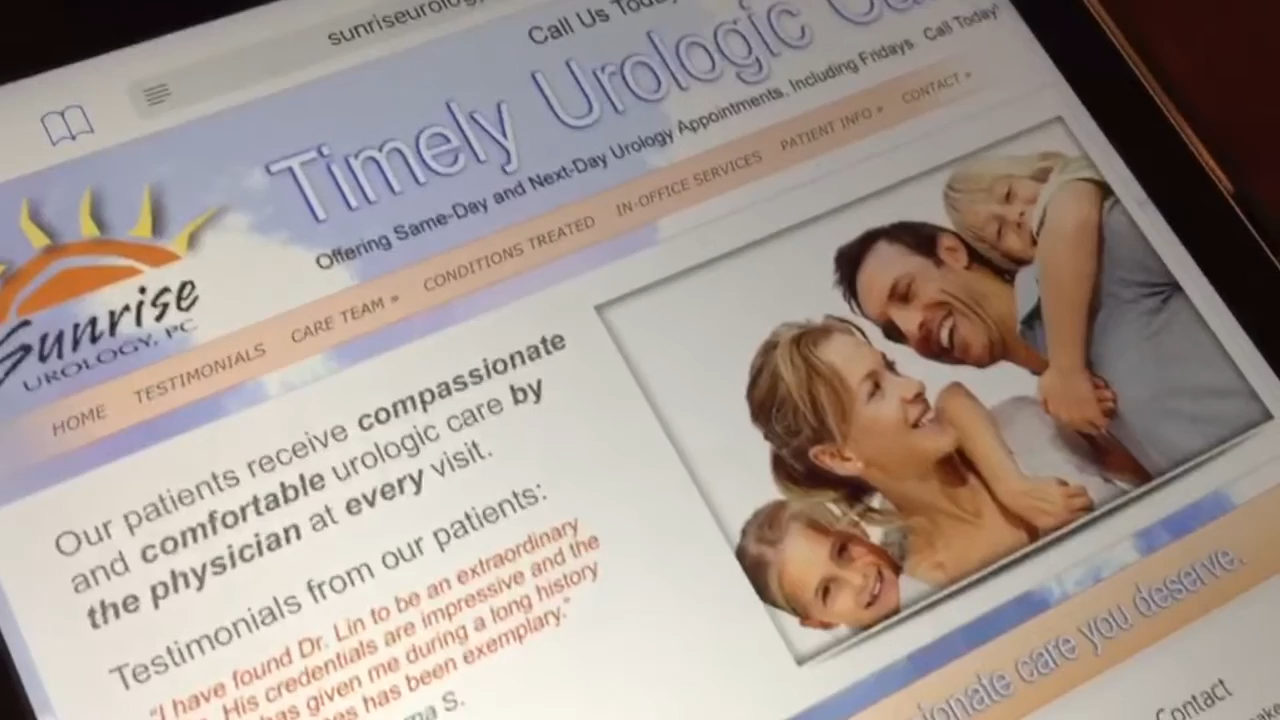 sunriseurology
Call Us Today
Timely Urologic
Offering Same-Day and Next-Day Urology Appointments, Including Fridays Call Today!
Sunrise
UROLOGY, PC
HOME TESTIMONIALS CARE TEAM » CONDITIONS TREATED IN-OFFICE SERVICES PATIENT INFO » CONTACT »
Our patients receive compassionate
and comfortable urologic care by
the physician at every visit.
Testimonials from our patients:
"I have found Dr. Lin to be an extraordinary
His credentials are impressive and the
has given me during a long history
has been exemplary."
S.
care you deserve.
Contact